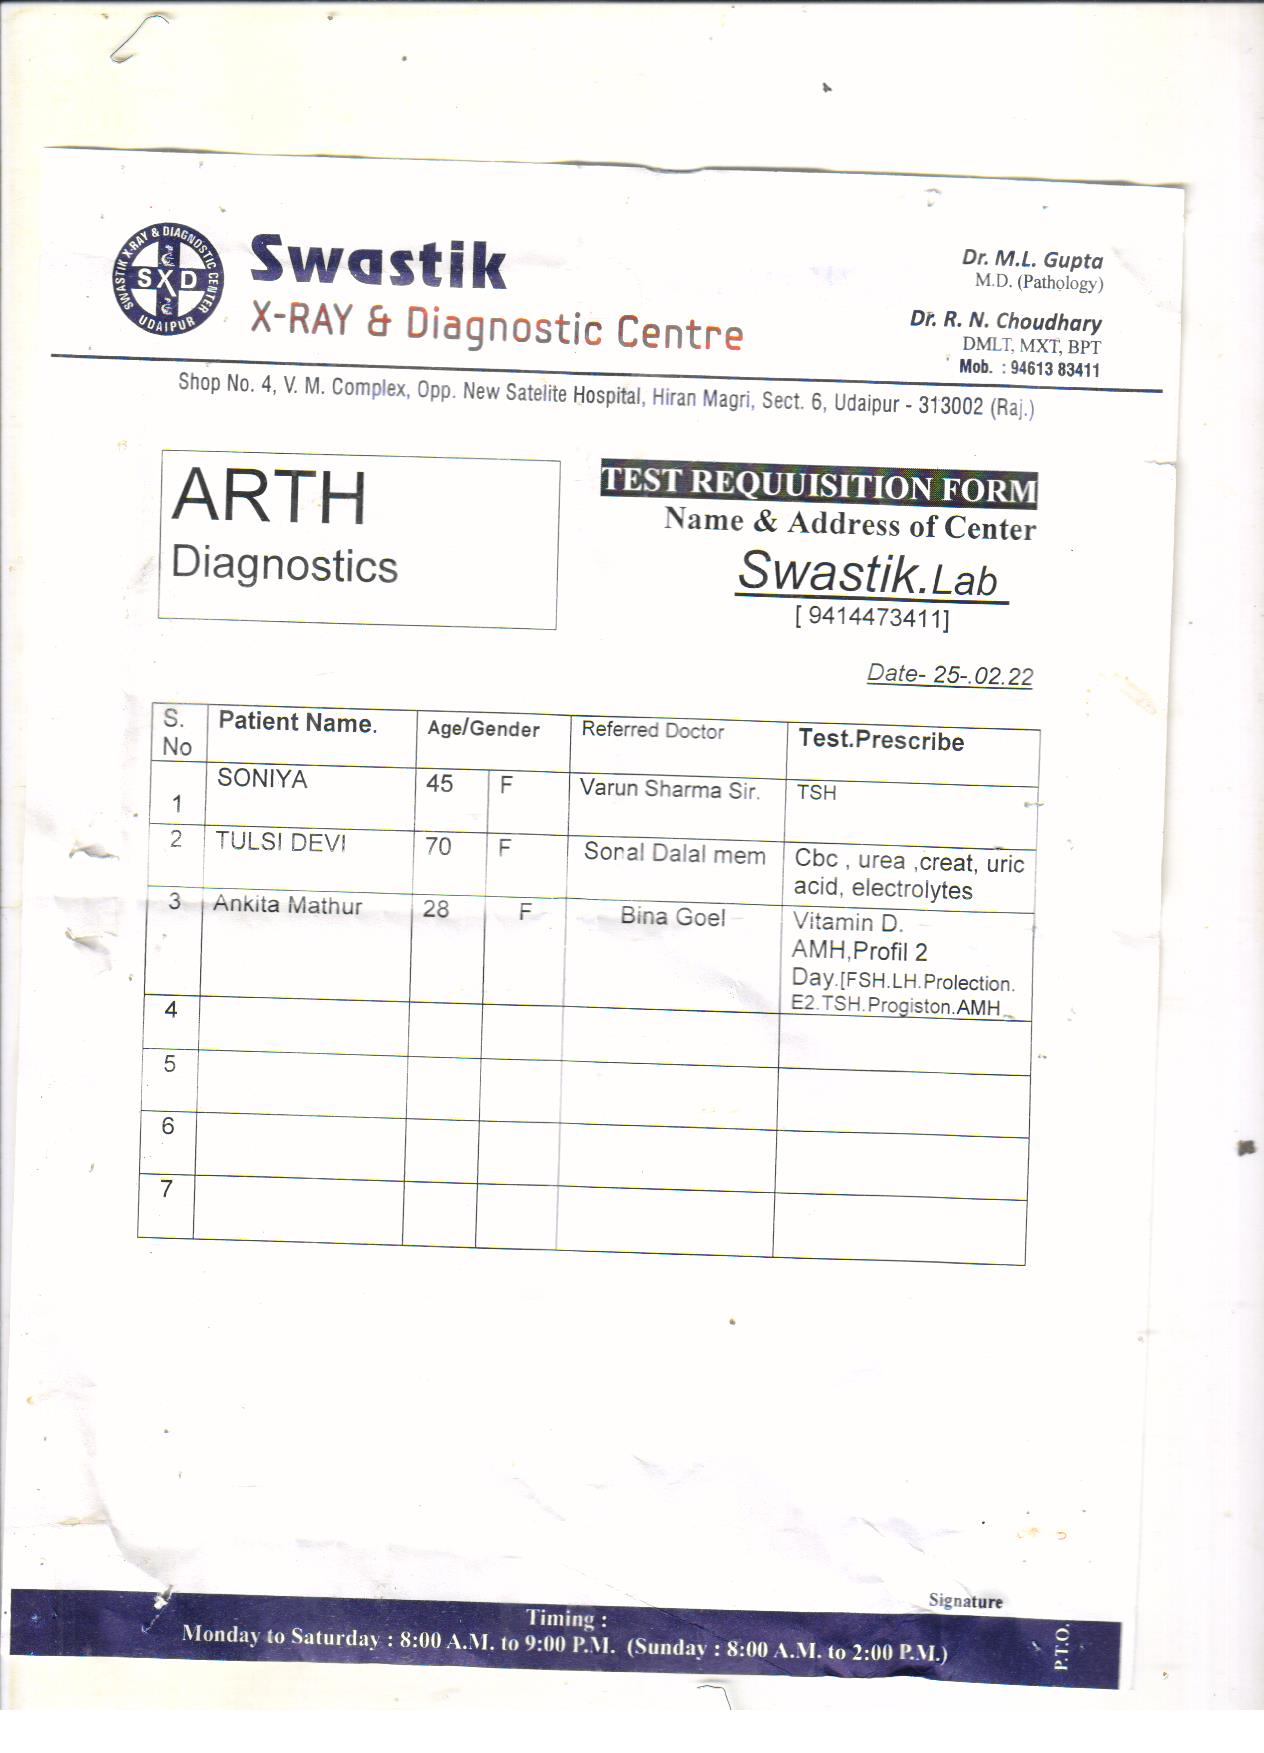 SWASTIK X-RAY & DIAGNOSTIC CENTER
SXD
UDAIPUR
Swastik
X-RAY & Diagnostic Centre
Dr. M.L. Gupta
M.D. (Pathology)
Dr. R. N. Choudhary
DMLT, MXT, BPT
Mob. : 94613 83411
Shop No. 4, V. M. Complex, Opp. New Satelite Hospital, Hiran Magri, Sect. 6, Udaipur - 313002 (Raj.)
ARTH
Diagnostics
TEST REQUUISITION FORM
Name & Address of Center
Swastik.Lab
[ 9414473411]
Date- 25-.02.22
S. No Patient Name. Age/Gender Referred Doctor Test.Prescribe
1 SONIYA 45 F Varun Sharma Sir. TSH
2 TULSI DEVI 70 F Sonal Dalal mem Cbc , urea ,creat, uric
acid, electrolytes
3 Ankita Mathur 28 F Bina Goel Vitamin D.
AMH,Profil 2
Day.[FSH.LH.Prolection.
E2.TSH.Progiston.AMH
4
5
6
7
Signature
Timing :
Monday to Saturday : 8:00 A.M. to 9:00 P.M. (Sunday : 8:00 A.M. to 2:00 P.M.)
P.T.O.